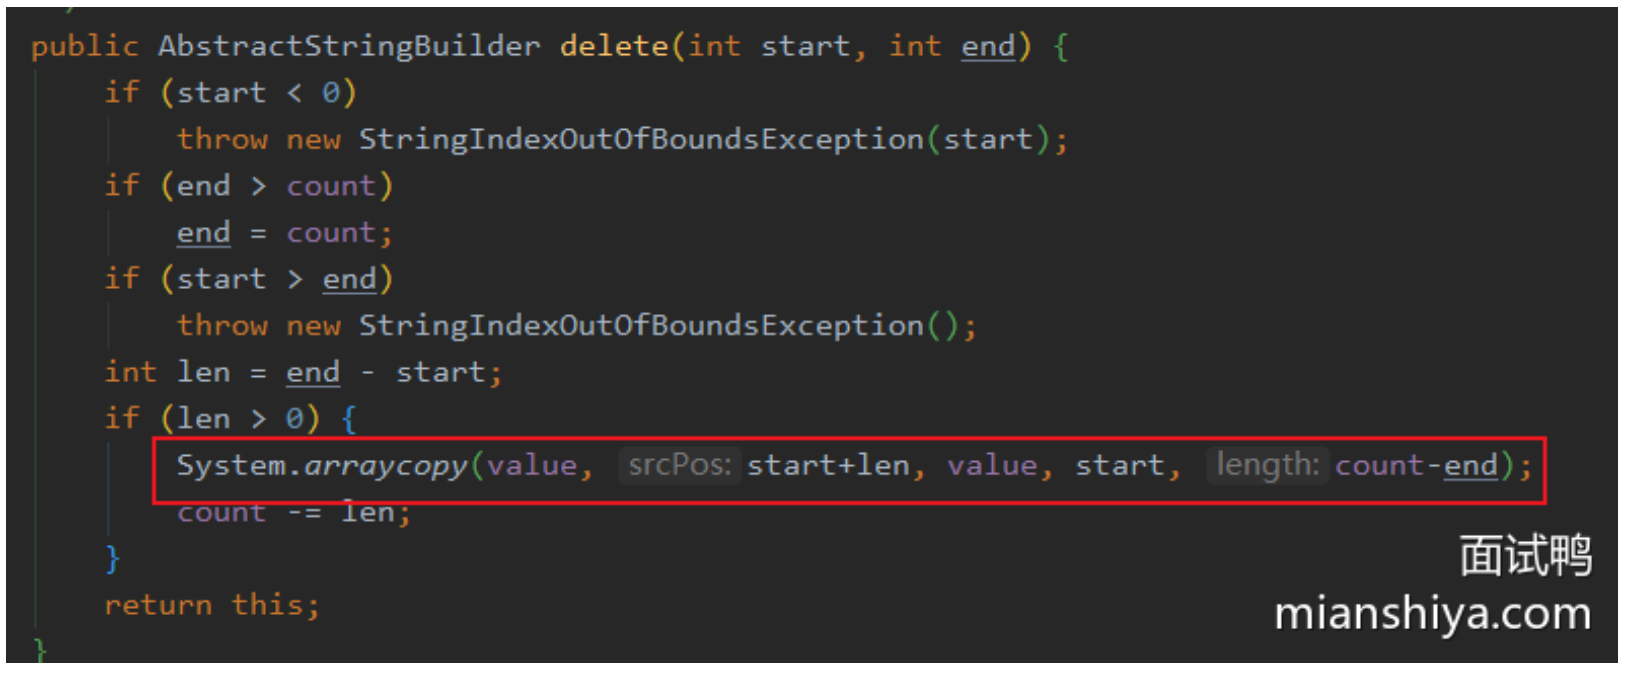 public AbstractStringBuilder delete(int start, int end) {
    if (start < 0)
        throw new StringIndexOutOfBoundsException(start);
    if (end > count)
        end = count;
    if (start > end)
        throw new StringIndexOutOfBoundsException();
    int len = end - start;
    if (len > 0) {
        System.arraycopy(value, srcPos: start+len, value, start, length: count-end);
        count -= len;
    }
    return this;
}
面试鸭
mianshiya.com